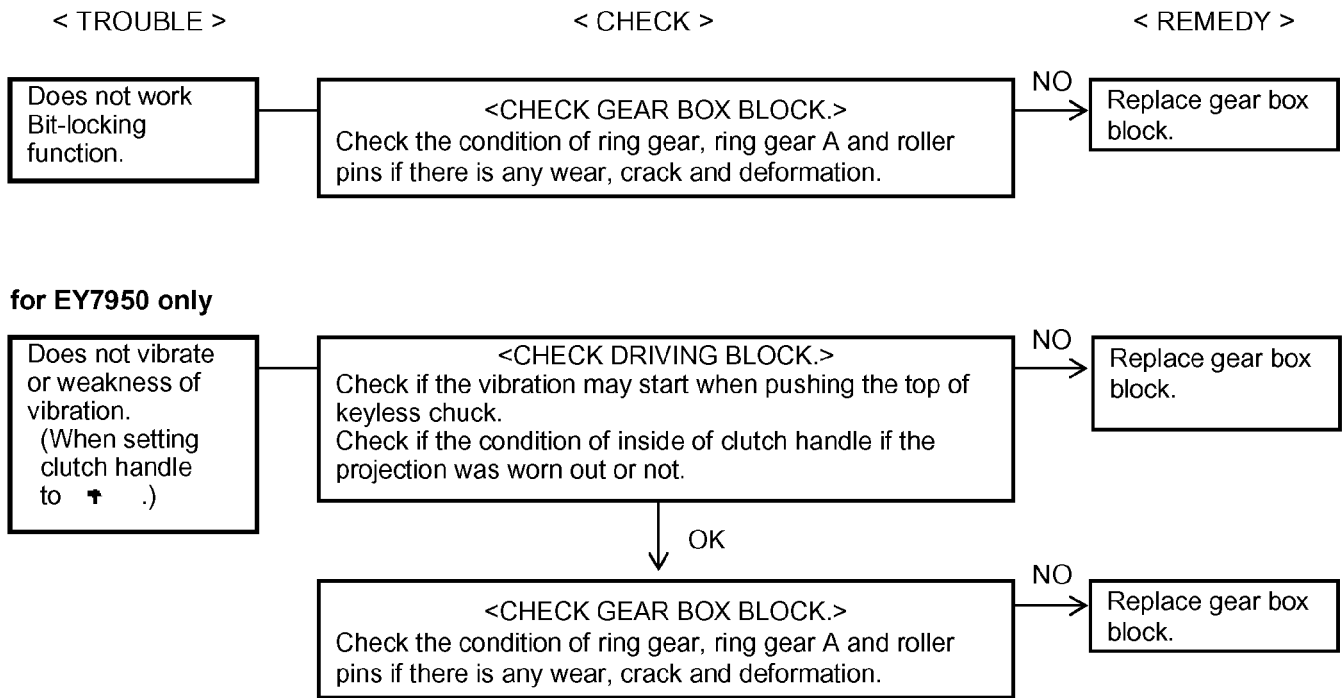 < TROUBLE >
< CHECK >
< REMEDY >
Does not work
Bit-locking
function.
<CHECK GEAR BOX BLOCK.>
Check the condition of ring gear, ring gear A and roller
pins if there is any wear, crack and deformation.
NO
Replace gear box
block.
for EY7950 only
Does not vibrate
or weakness of
vibration.
(When setting
clutch handle
to .)
<CHECK DRIVING BLOCK.>
Check if the vibration may start when pushing the top of
keyless chuck.
Check if the condition of inside of clutch handle if the
projection was worn out or not.
NO
Replace gear box
block.
OK
<CHECK GEAR BOX BLOCK.>
Check the condition of ring gear, ring gear A and roller
pins if there is any wear, crack and deformation.
NO
Replace gear box
block.